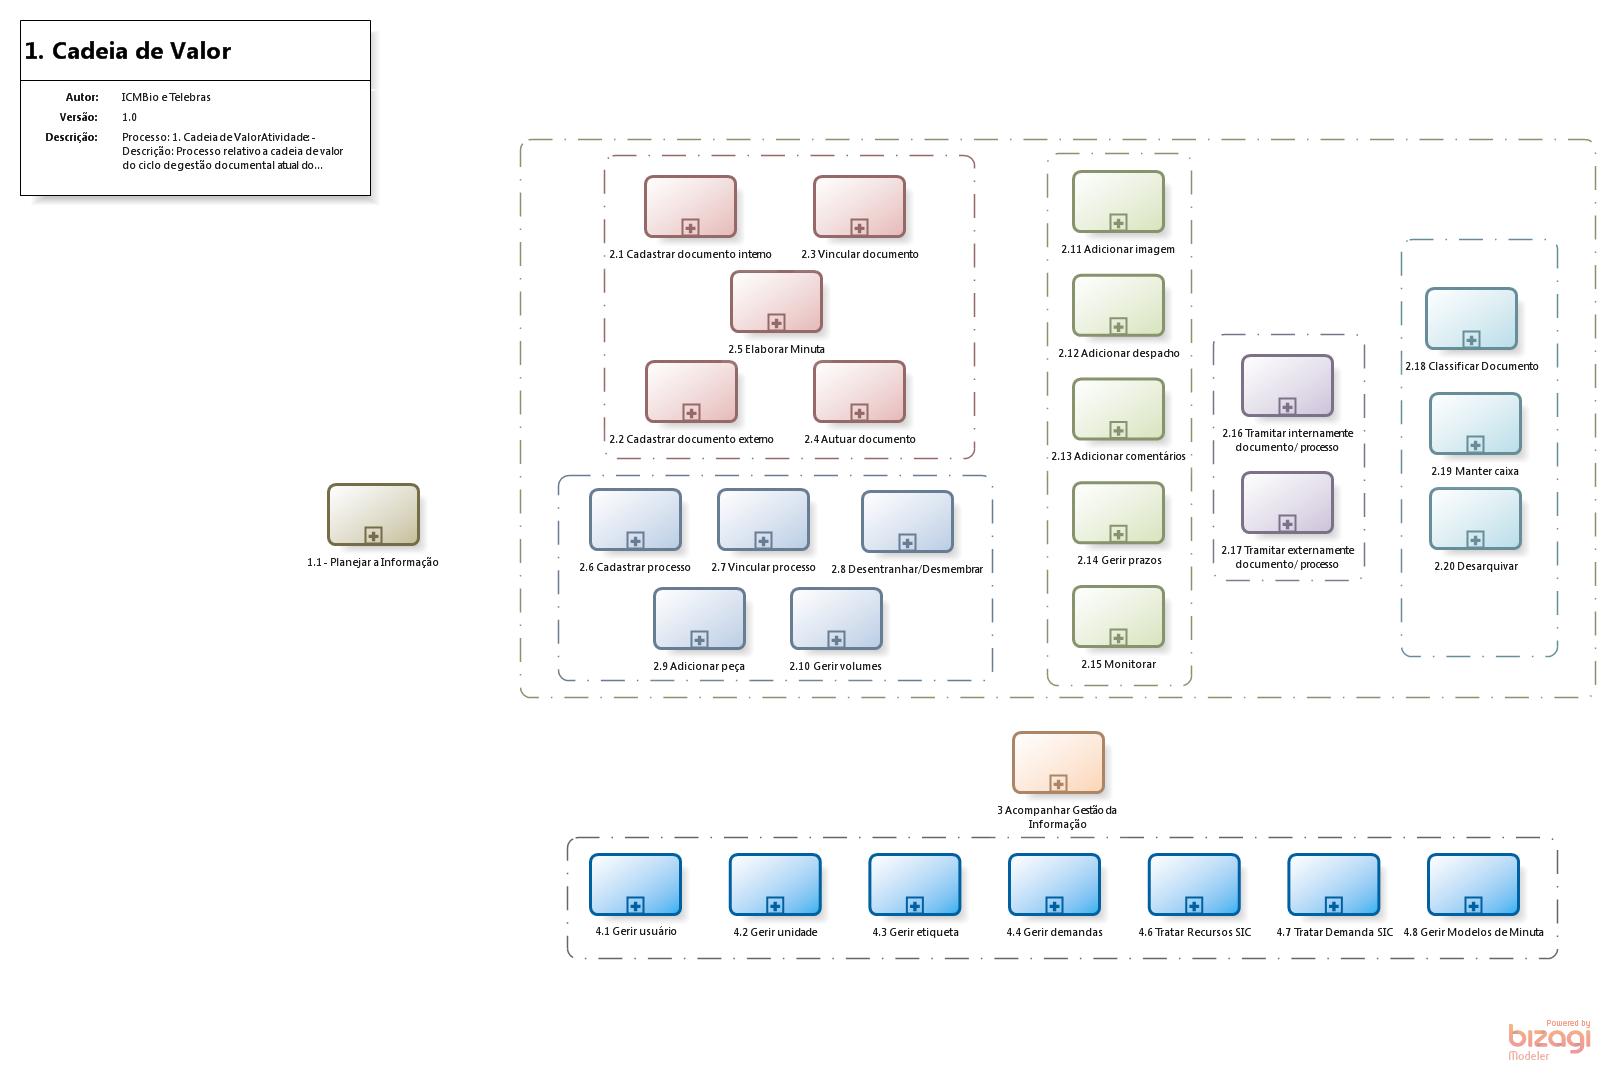 1. Cadeia de Valor
Autor: ICMBio e Telebras
Versão: 1.0
Descrição: Processo: 1. Cadeia de ValorAtividade: -
Descrição: Processo relativo a cadeia de valor
do ciclo de gestão documental atual do...
2.1 Cadastrar documento interno
2.3 Vincular documento
2.5 Elaborar Minuta
2.2 Cadastrar documento externo
2.4 Autuar documento
2.11 Adicionar imagem
2.12 Adicionar despacho
2.13 Adicionar comentários
2.14 Gerir prazos
2.15 Monitorar
2.16 Tramitar internamente
documento/ processo
2.17 Tramitar externamente
documento/ processo
2.18 Classificar Documento
2.19 Manter caixa
2.20 Desarquivar
1.1 - Planejar a Informação
2.6 Cadastrar processo
2.7 Vincular processo
2.8 Desentranhar/Desmembrar
2.9 Adicionar peça
2.10 Gerir volumes
3 Acompanhar Gestão da
Informação
4.1 Gerir usuário
4.2 Gerir unidade
4.3 Gerir etiqueta
4.4 Gerir demandas
4.6 Tratar Recursos SIC
4.7 Tratar Demanda SIC
4.8 Gerir Modelos de Minuta
Powered by
bizagi
Modeler